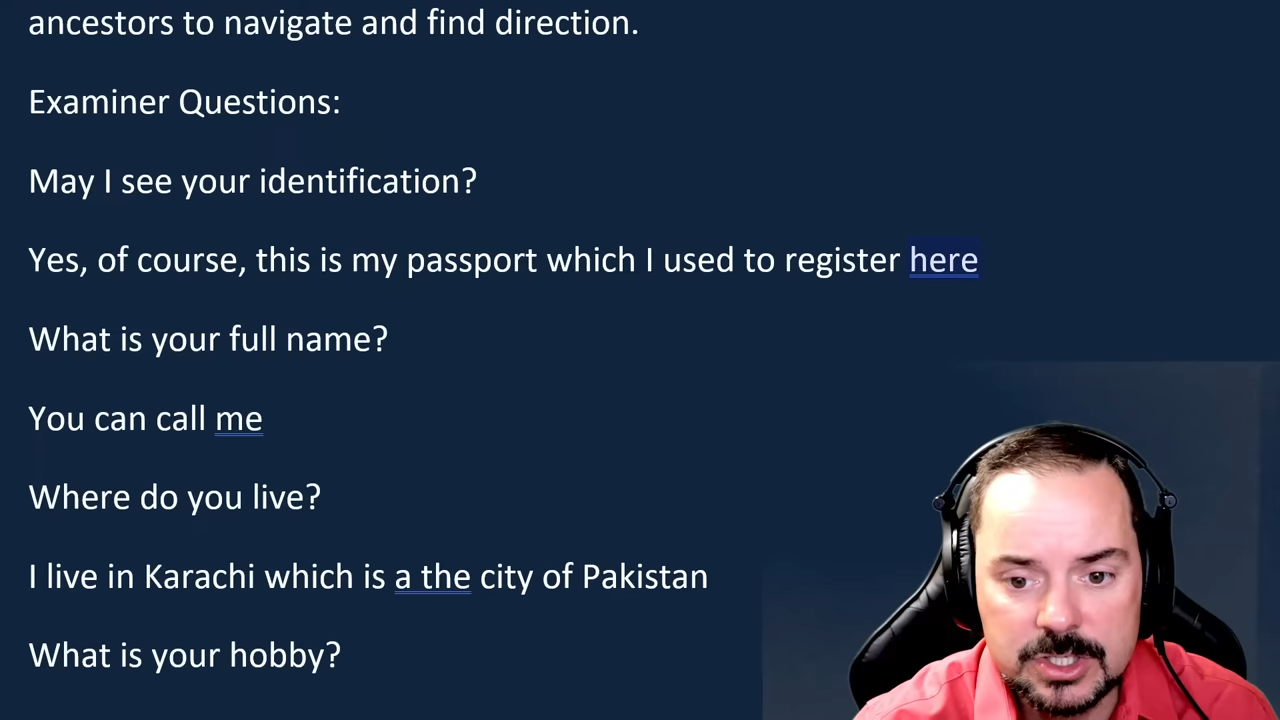 ancestors to navigate and find direction.
Examiner Questions:
May I see your identification?
Yes, of course, this is my passport which I used to register here
What is your full name?
You can call me
Where do you live?
I live in Karachi which is a the city of Pakistan
What is your hobby?